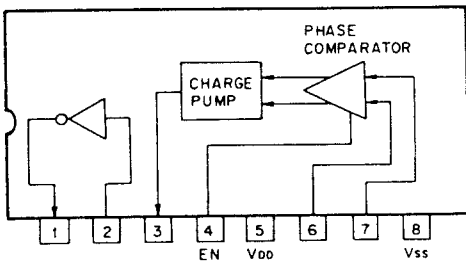 PHASE
COMPARATOR
CHARGE
PUMP
1 2 3 4 5 6 7 8
EN VDD VSS